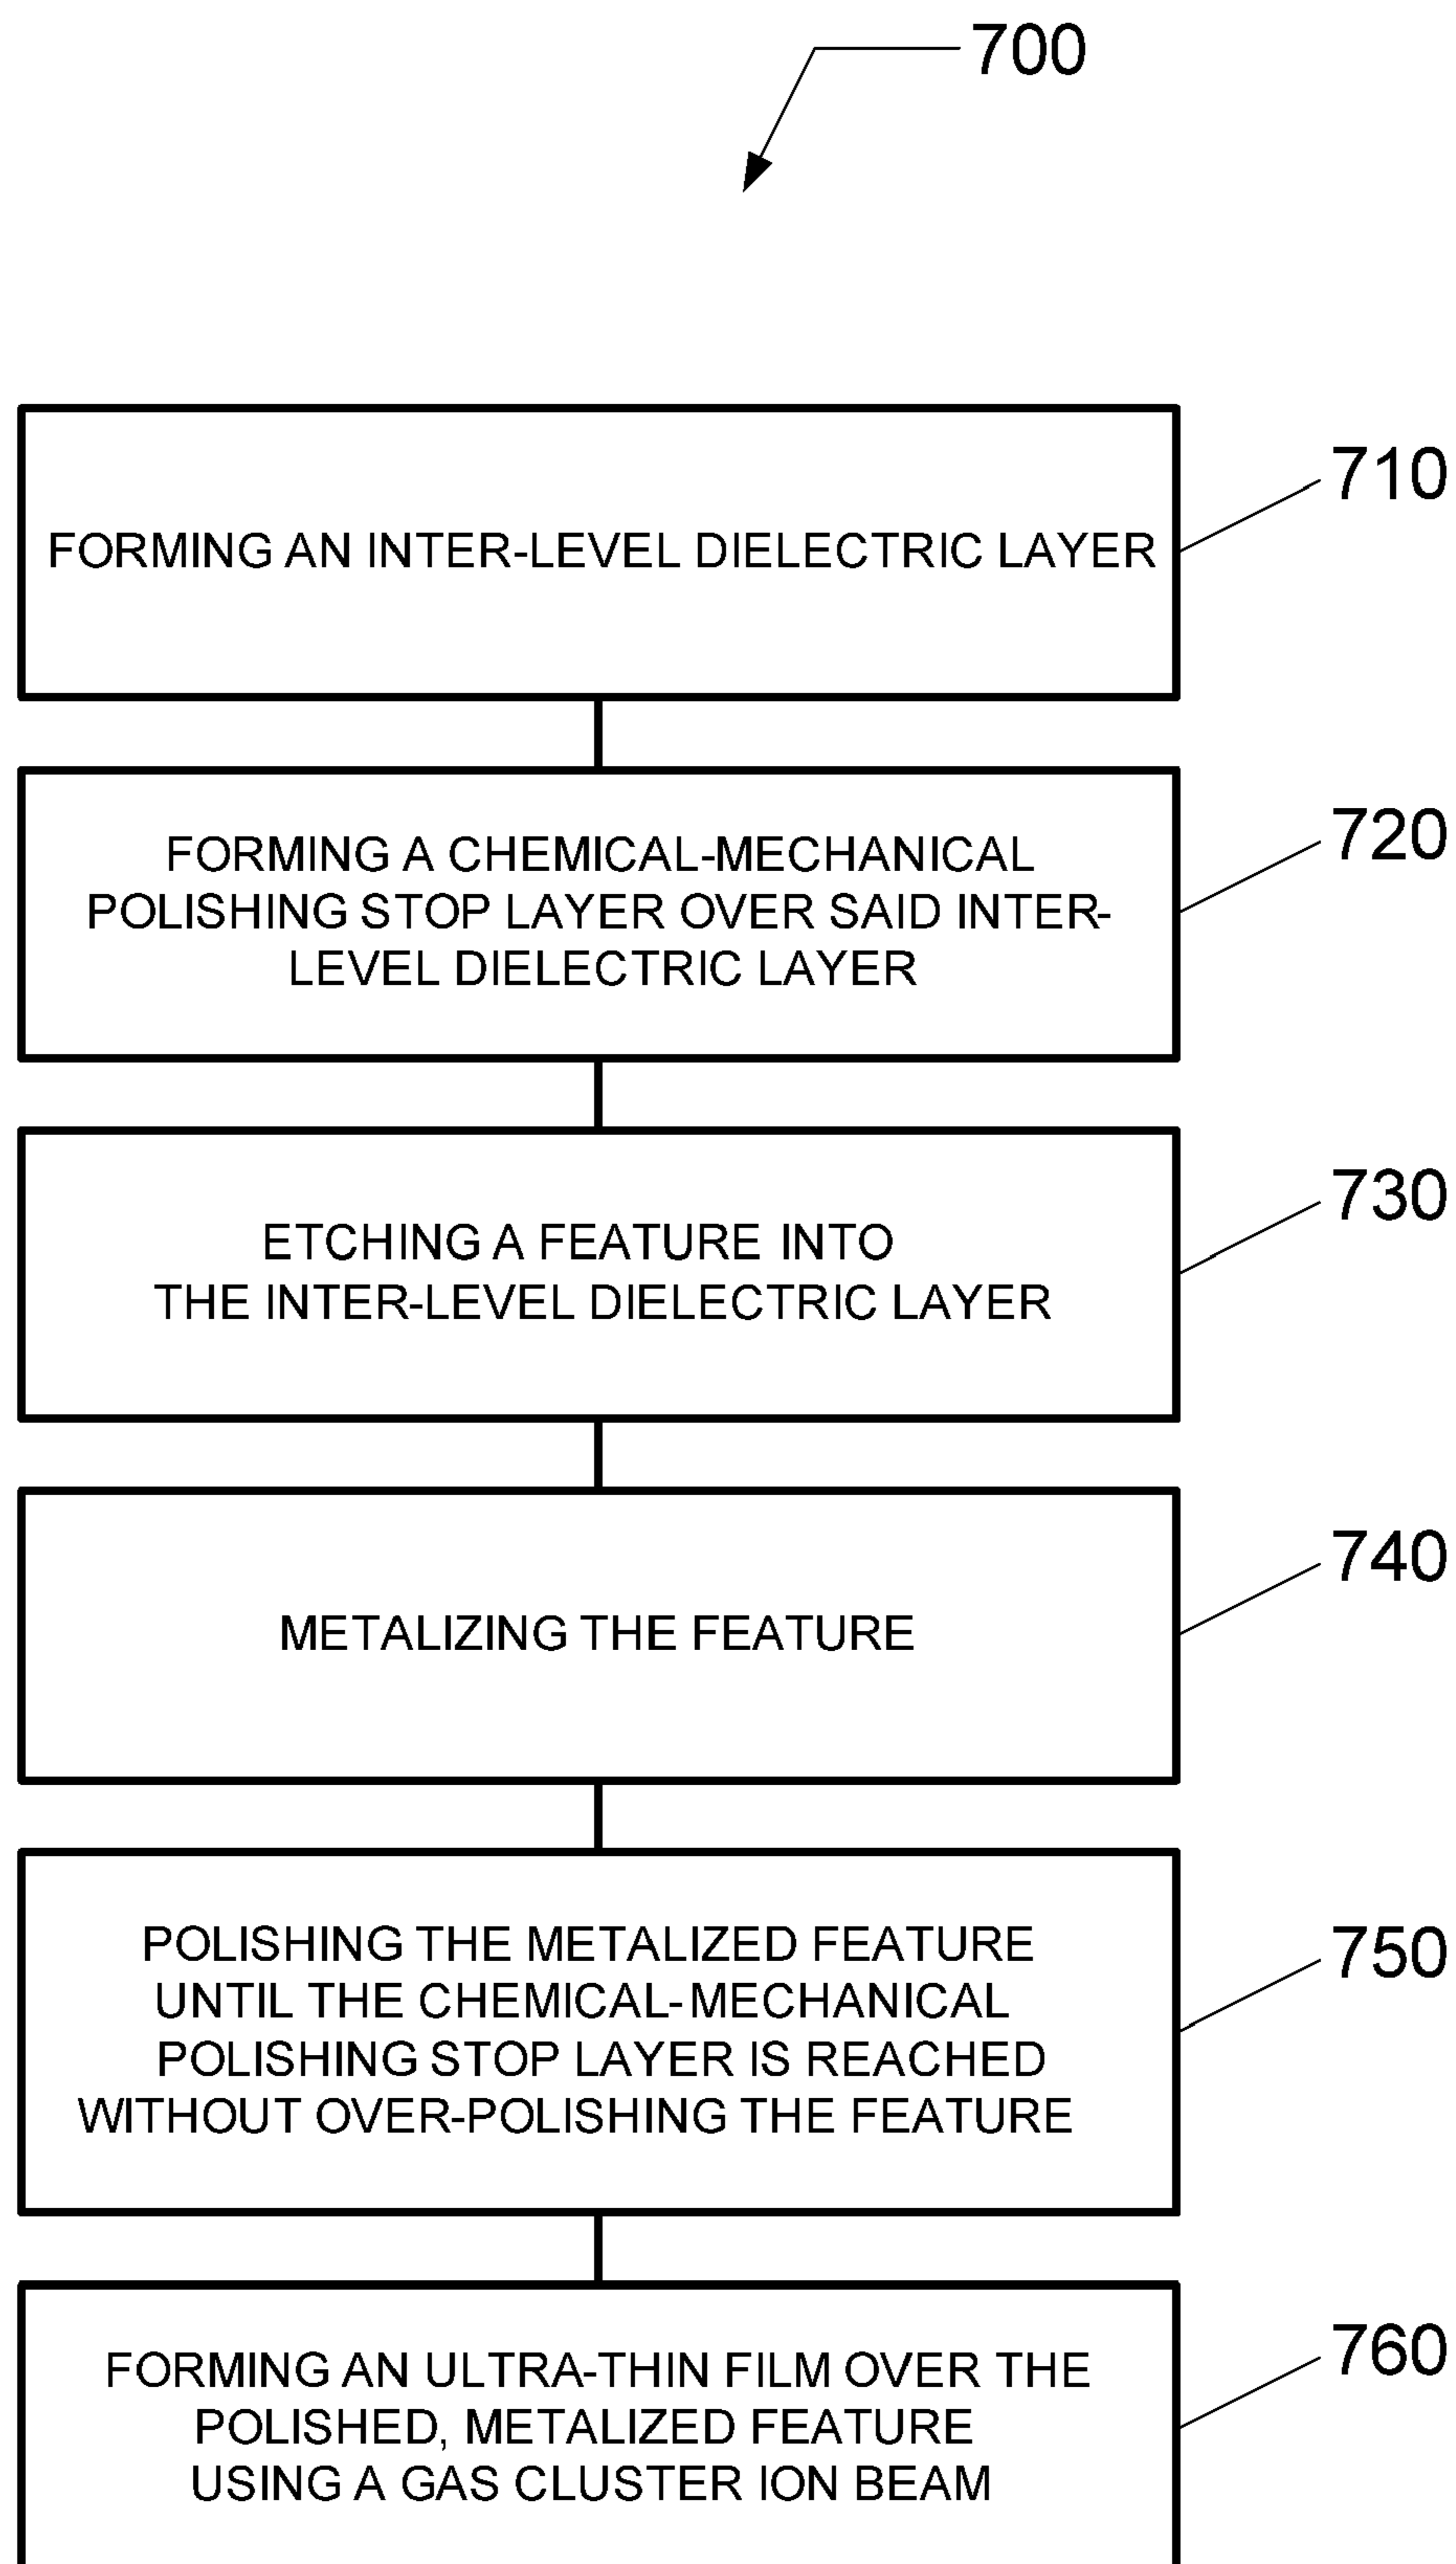 700
FORMING AN INTER-LEVEL DIELECTRIC LAYER
710
FORMING A CHEMICAL-MECHANICAL
POLISHING STOP LAYER OVER SAID INTER-
LEVEL DIELECTRIC LAYER
720
ETCHING A FEATURE INTO
THE INTER-LEVEL DIELECTRIC LAYER
730
METALIZING THE FEATURE
740
POLISHING THE METALIZED FEATURE
UNTIL THE CHEMICAL-MECHANICAL
POLISHING STOP LAYER IS REACHED
WITHOUT OVER-POLISHING THE FEATURE
750
FORMING AN ULTRA-THIN FILM OVER THE
POLISHED, METALIZED FEATURE
USING A GAS CLUSTER ION BEAM
760